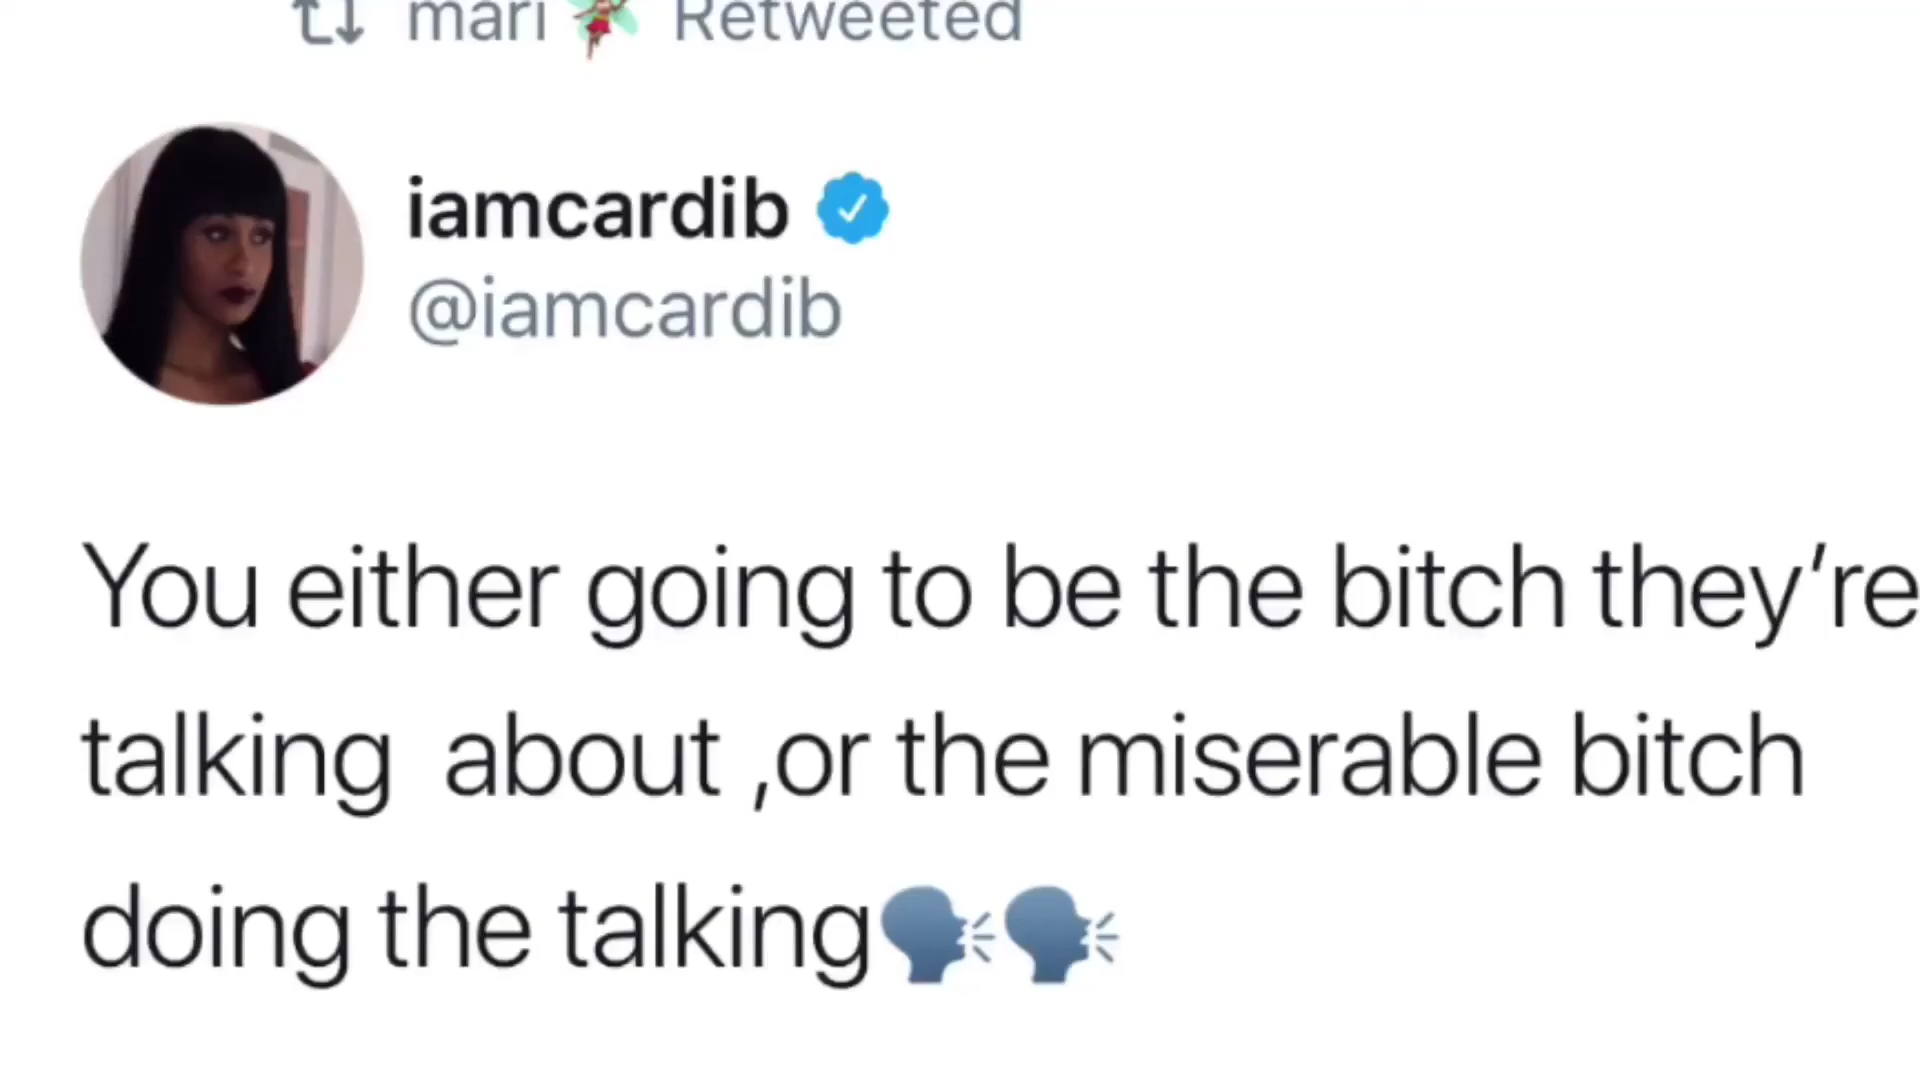 mari 🧚🏾‍♀️ Retweeted
iamcardib
@iamcardib
You either going to be the bitch they’re
talking  about ,or the miserable bitch
doing the talking🗣🗣